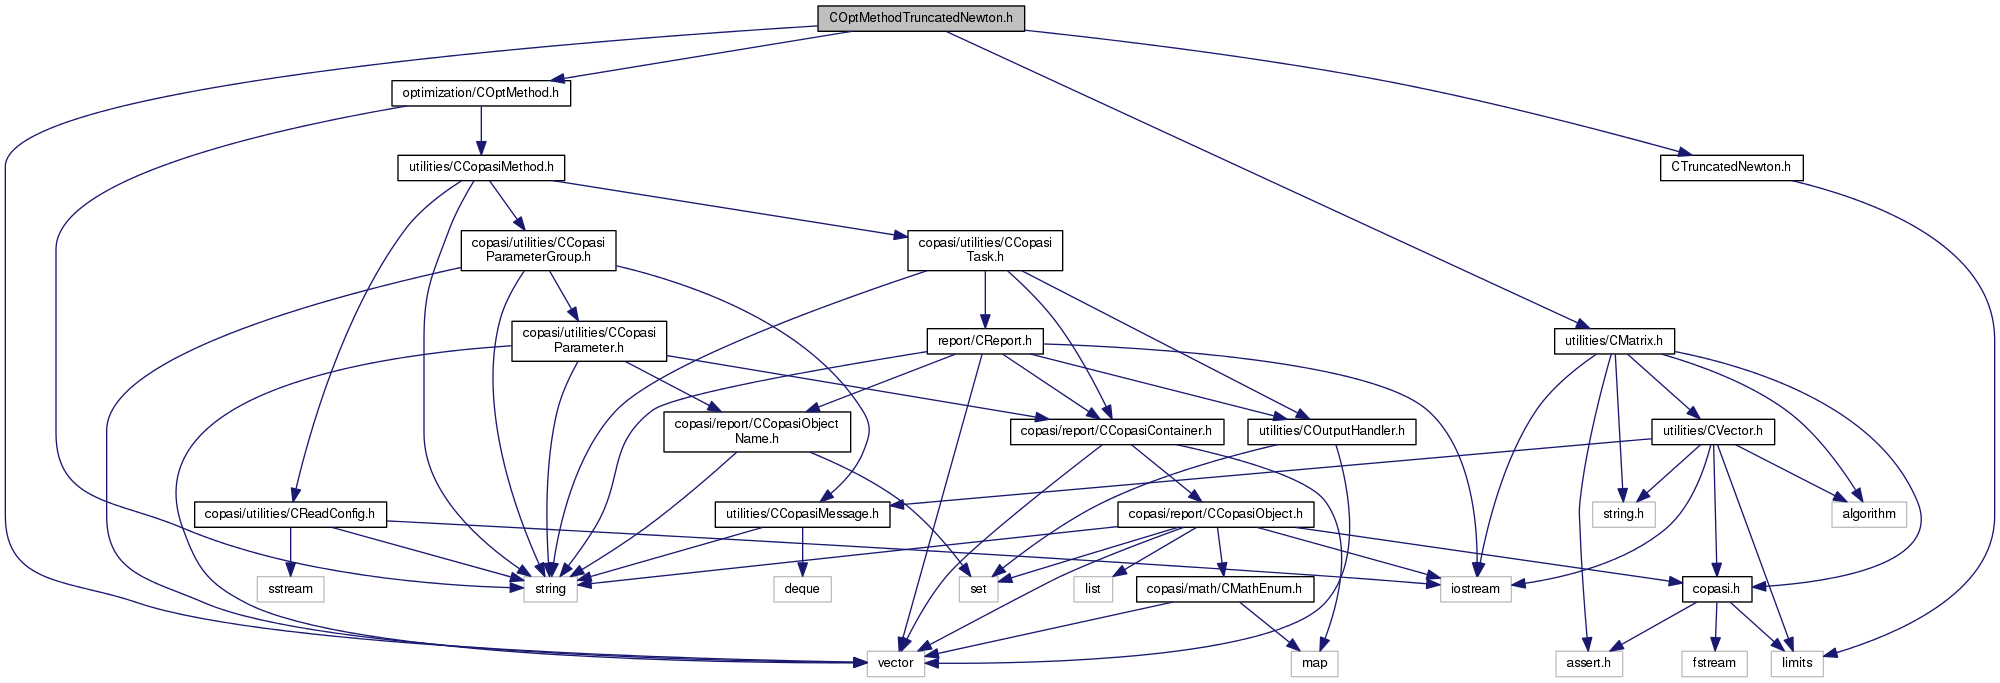 COptMethodTruncatedNewton.h
optimization/COptMethod.h
utilities/CCopasiMethod.h
CTruncatedNewton.h
copasi/utilities/CCopasi
ParameterGroup.h
copasi/utilities/CCopasi
Task.h
copasi/utilities/CCopasi
Parameter.h
report/CReport.h
utilities/CMatrix.h
copasi/report/CCopasiObject
Name.h
copasi/report/CCopasiContainer.h
utilities/COutputHandler.h
utilities/CVector.h
copasi/utilities/CReadConfig.h
utilities/CCopasiMessage.h
copasi/report/CCopasiObject.h
string.h
algorithm
sstream
string
deque
set
list
copasi/math/CMathEnum.h
iostream
copasi.h
vector
map
assert.h
fstream
limits